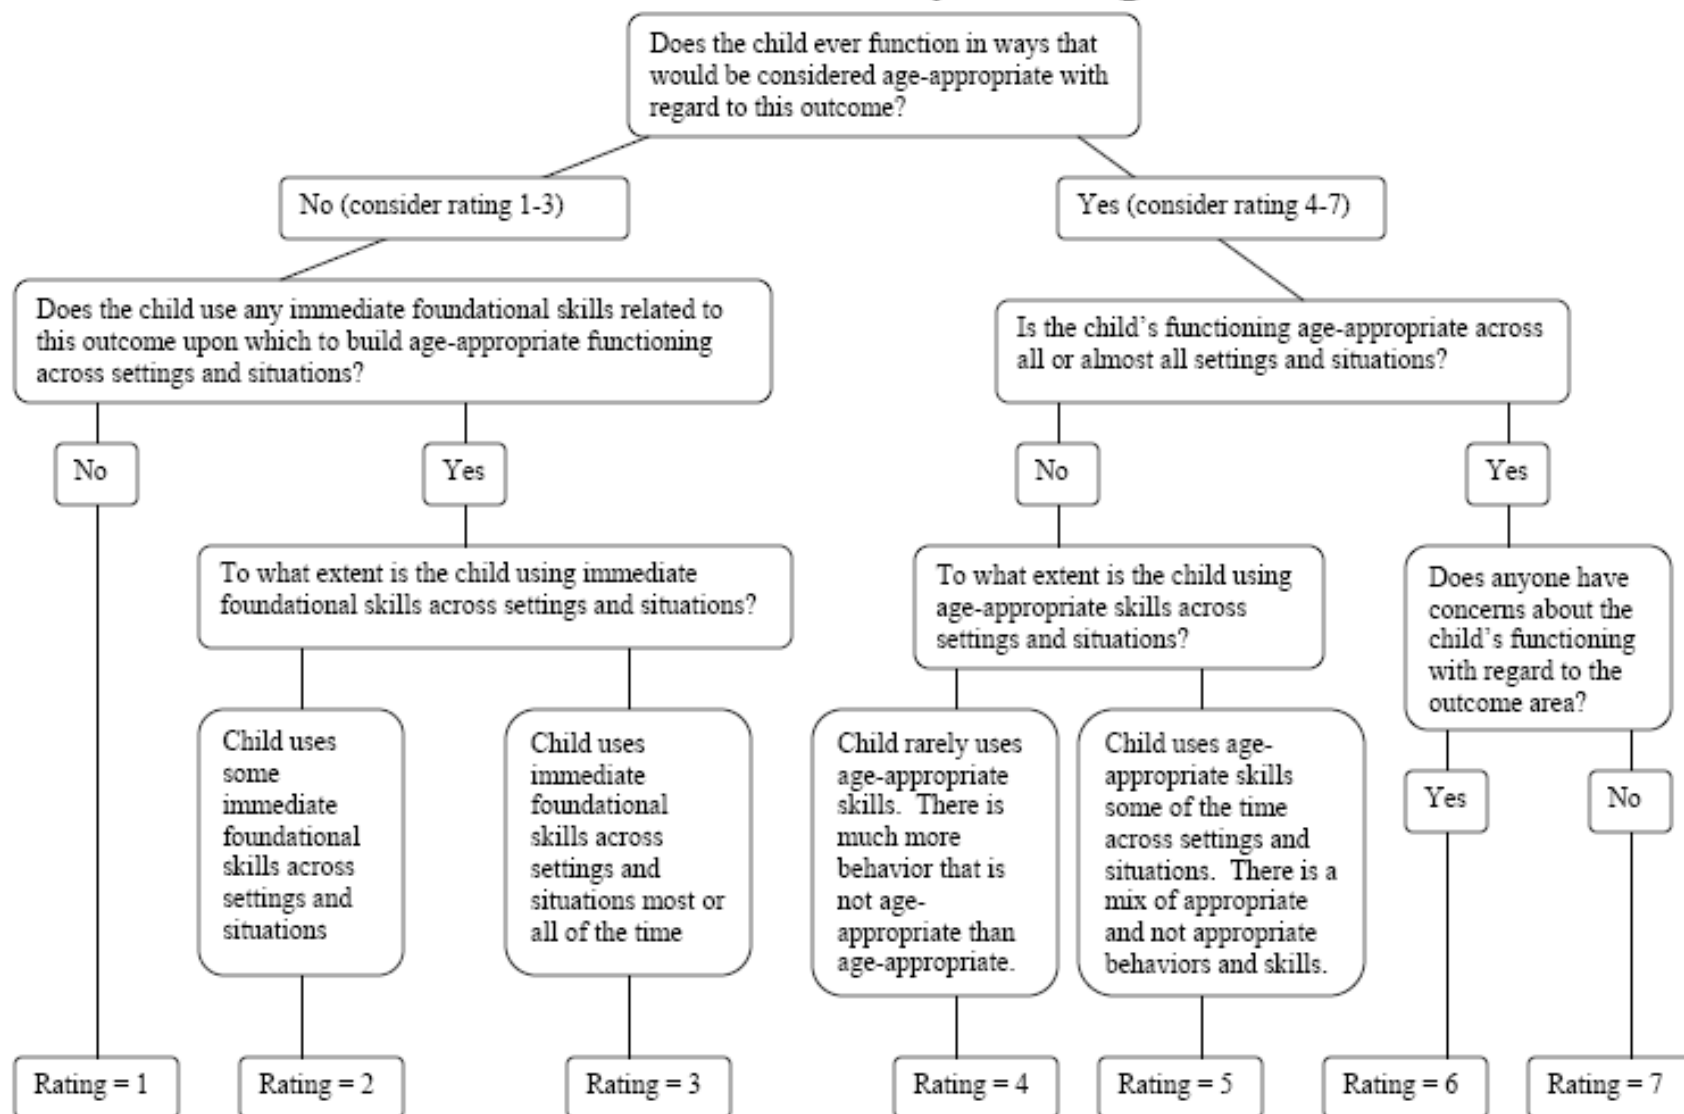 Does the child ever function in ways that
would be considered age-appropriate with
regard to this outcome?
No (consider rating 1-3)
Yes (consider rating 4-7)
Does the child use any immediate foundational skills related to
this outcome upon which to build age-appropriate functioning
across settings and situations?
Is the child's functioning age-appropriate across
all or almost all settings and situations?
No
Yes
No
Yes
To what extent is the child using immediate
foundational skills across settings and situations?
To what extent is the child using
age-appropriate skills across
settings and situations?
Does anyone have
concerns about the
child's functioning
with regard to the
outcome area?
Child uses
some
immediate
foundational
skills across
settings and
situations
Child uses
immediate
foundational
skills across
settings and
situations most or
all of the time
Child rarely uses
age-appropriate
skills. There is
much more
behavior that is
not age-
appropriate than
age-appropriate.
Child uses age-
appropriate skills
some of the time
across settings and
situations. There is a
mix of appropriate
and not appropriate
behaviors and skills.
Yes
No
Rating = 1
Rating = 2
Rating = 3
Rating = 4
Rating = 5
Rating = 6
Rating = 7